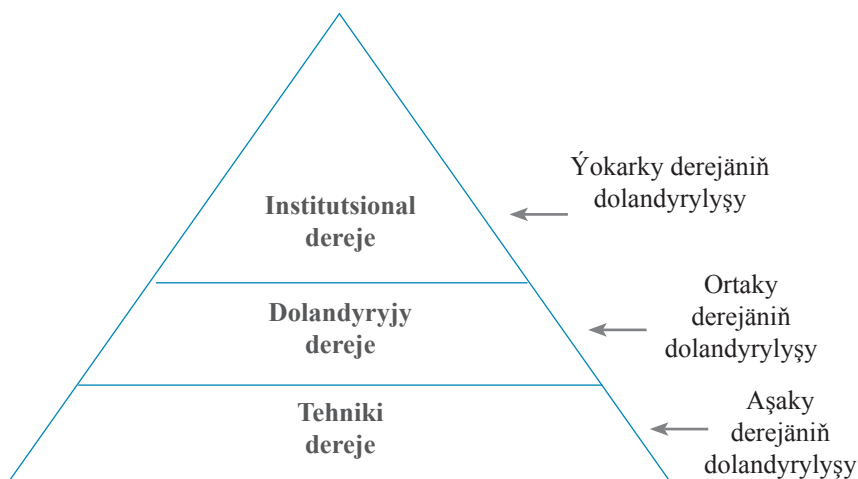 Institutsional
dereje
Ýokarky derejäniň
dolandyrylyşy
Dolandyryjy
dereje
Ortaky
derejäniň
dolandyrylyşy
Tehniki
dereje
Aşaky
derejäniň
dolandyrylyşy